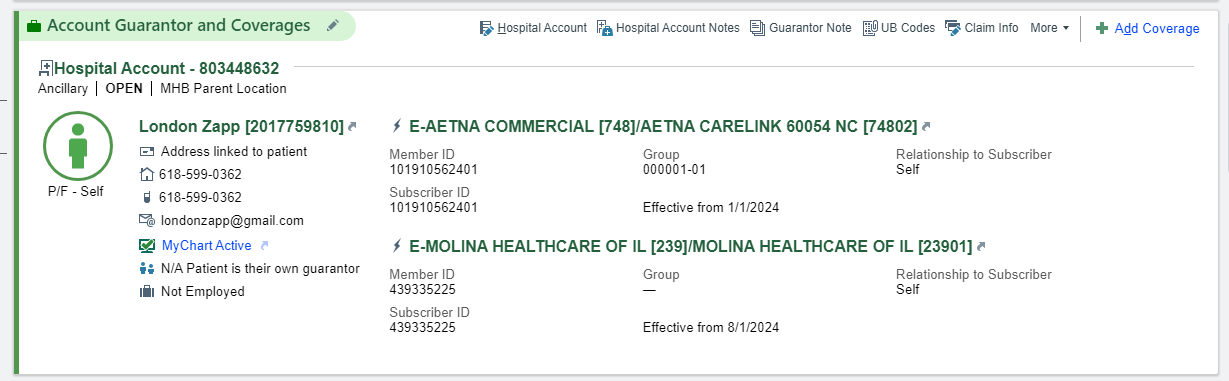 Account Guarantor and Coverages
Hospital Account Hospital Account Notes Guarantor Note UB Codes Claim Info More Add Coverage
Hospital Account - 803448632
Ancillary | OPEN | MHB Parent Location
P/F - Self
London Zapp [2017759810]
Address linked to patient
618-599-0362
618-599-0362
londonzapp@gmail.com
MyChart Active
N/A Patient is their own guarantor
Not Employed
E-AETNA COMMERCIAL [748]/AETNA CARELINK 60054 NC [74802]
Member ID Group Relationship to Subscriber
101910562401 000001-01 Self
Subscriber ID
101910562401 Effective from 1/1/2024
E-MOLINA HEALTHCARE OF IL [239]/MOLINA HEALTHCARE OF IL [23901]
Member ID Group Relationship to Subscriber
439335225 — Self
Subscriber ID
439335225 Effective from 8/1/2024